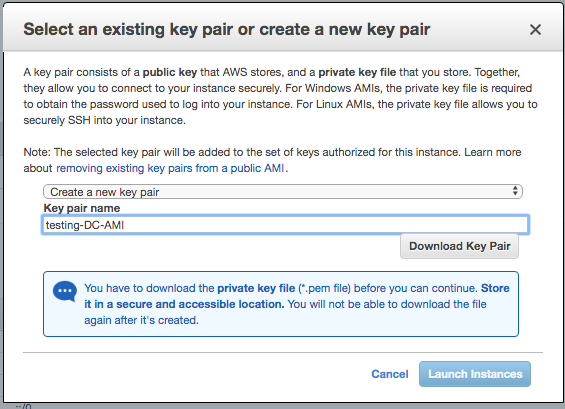 Select an existing key pair or create a new key pair
A key pair consists of a public key that AWS stores, and a private key file that you store. Together,
they allow you to connect to your instance securely. For Windows AMIs, the private key file is required
to obtain the password used to log into your instance. For Linux AMIs, the private key file allows you to
securely SSH into your instance.
Note: The selected key pair will be added to the set of keys authorized for this instance. Learn more
about removing existing key pairs from a public AMI.
Create a new key pair
Key pair name
testing-DC-AMI
Download Key Pair
You have to download the private key file (*.pem file) before you can continue. Store
it in a secure and accessible location. You will not be able to download the file
again after it's created.
Cancel
Launch Instances